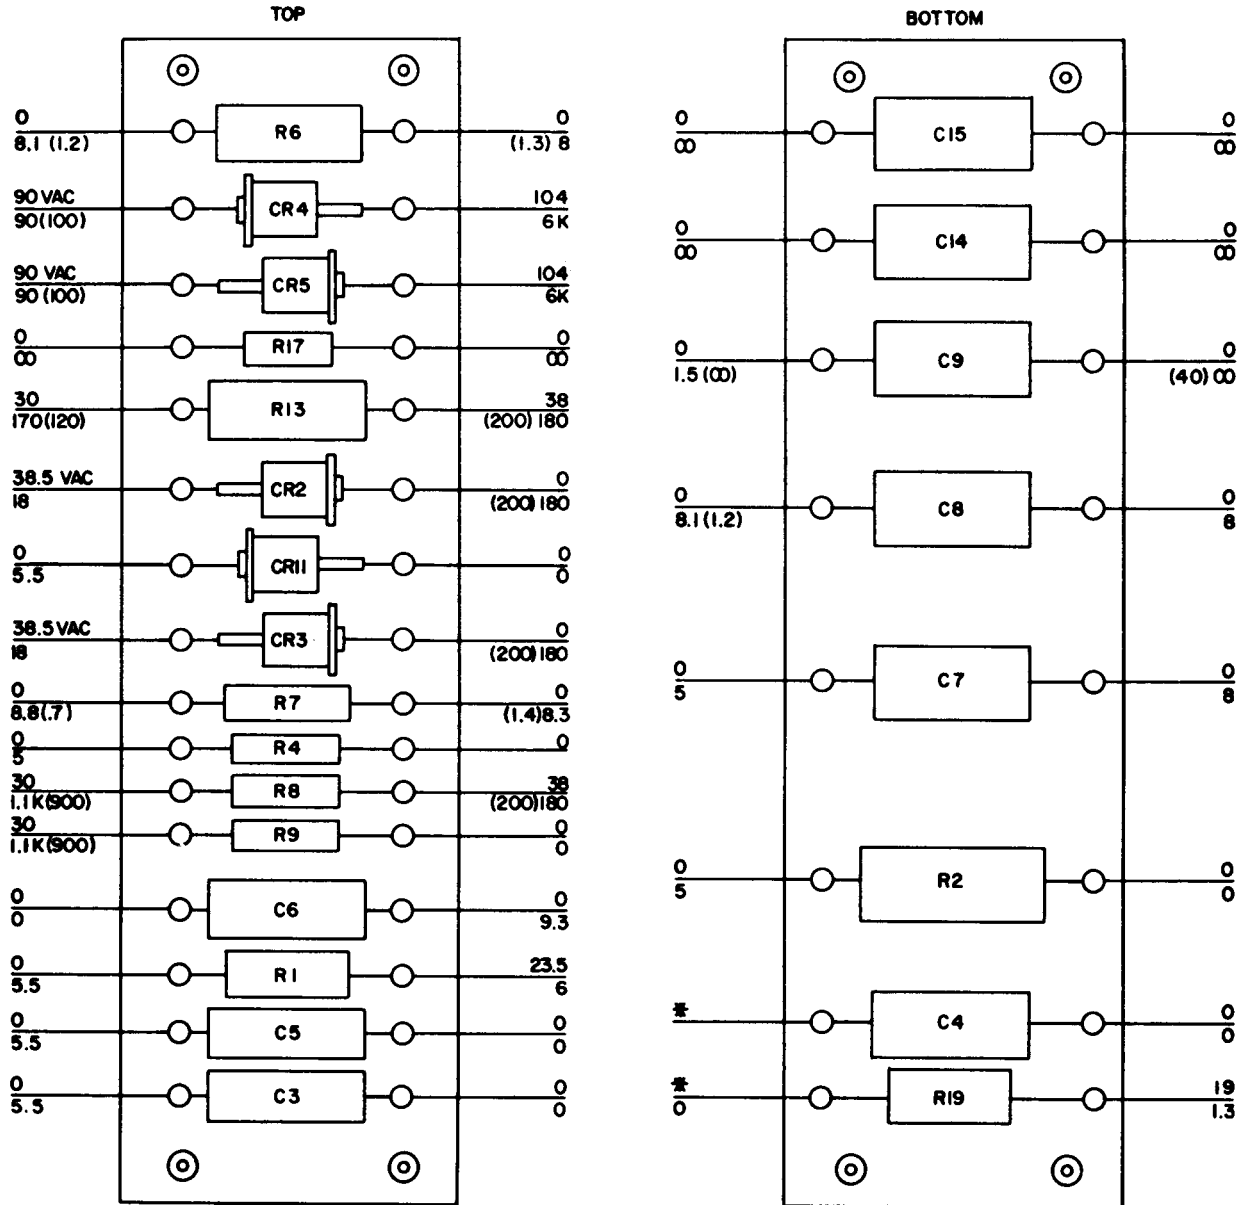 TOP
0 R6 0
8.1 (1.2) (1.3) 8
90 VAC CR4 104
90(100) 6K
90 VAC CR5 104
90 (100) 6K
0 R17 0
∞ ∞
30 R13 38
170(120) (200) 180
38.5 VAC CR2 0
18 (200) 180
0 CR11 0
5.5 0
38.5 VAC CR3 0
18 (200) 180
0 R7 0
8.8(.7) (1.4)8.3
0 R4
5 0
30 R8 38
1.1K(900) (200)180
30 R9 0
1.1K(900) 0
0 C6 0
0 9.3
0 R1 23.5
5.5 6
0 C5 0
5.5 0
0 C3 0
5.5 0
BOTTOM
0 C15 0
∞ ∞
0 C14 0
∞ ∞
0 C9 0
1.5 (∞) (40) ∞
0 C8 0
8.1 (1.2) 8
0 C7 0
5 8
0 R2 0
5 0
* C4 0
0
* R19 19
0 1.3